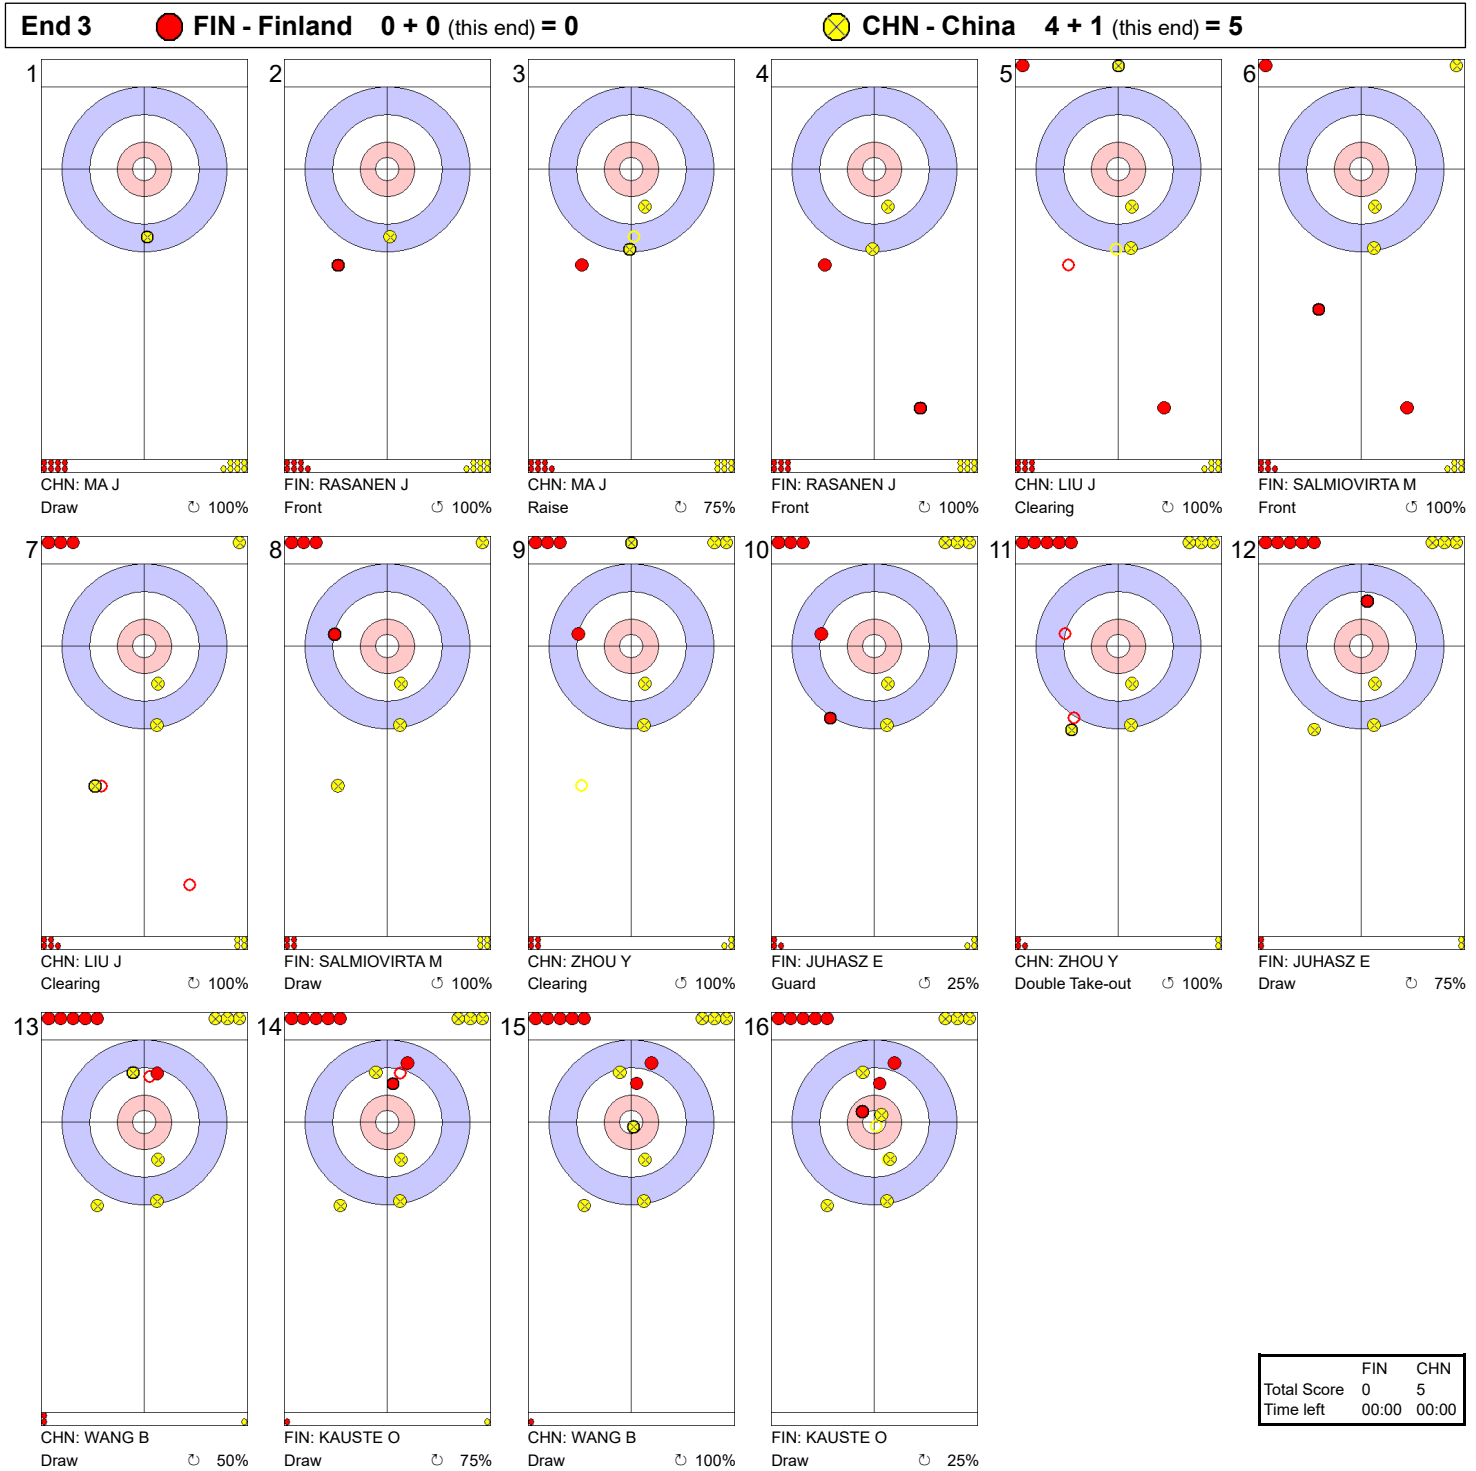 End 3 FIN - Finland 0 + 0 (this end) = 0 CHN - China 4 + 1 (this end) = 5
1 2 3 4 5 6
CHN: MA J FIN: RASANEN J CHN: MA J FIN: RASANEN J CHN: LIU J FIN: SALMIOVIRTA M
Draw ↻ 100% Front ↻ 100% Raise ↻ 75% Front ↻ 100% Clearing ↻ 100% Front ↻ 100%
7 8 9 10 11 12
CHN: LIU J FIN: SALMIOVIRTA M CHN: ZHOU Y FIN: JUHASZ E CHN: ZHOU Y FIN: JUHASZ E
Clearing ↺ 100% Draw ↺ 100% Clearing ↺ 100% Guard ↺ 25% Double Take-out ↺ 100% Draw ↻ 75%
13 14 15 16
CHN: WANG B FIN: KAUSTE O CHN: WANG B FIN: KAUSTE O
Draw ↻ 50% Draw ↻ 75% Draw ↻ 100% Draw ↻ 25%
FIN CHN
Total Score 0 5
Time left 00:00 00:00